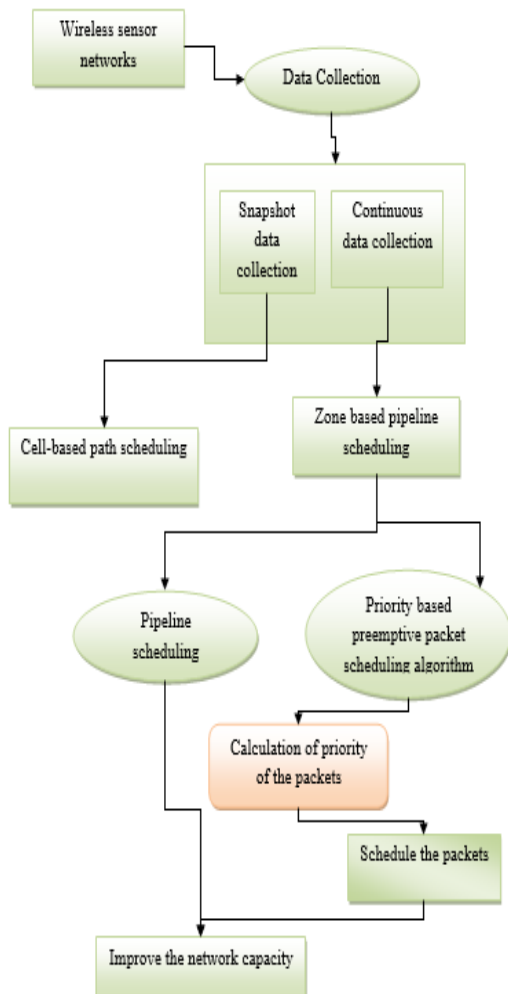 Wireless sensor
networks
Data Collection
Snapshot
data
collection
Continuous
data collection
Cell-based path scheduling
Zone based pipeline
scheduling
Pipeline
scheduling
Priority based
preemptive packet
scheduling algorithm
Calculation of priority
of the packets
Schedule the packets
Improve the network capacity